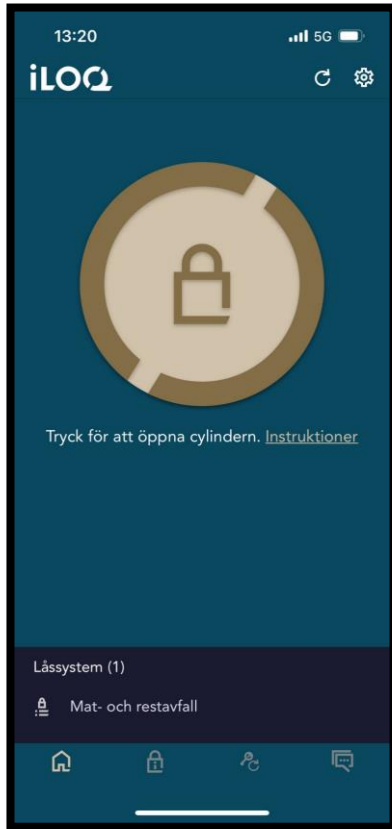 13:20
5G
iLOQ
Tryck för att öppna cylindern. Instruktioner
Låssystem (1)
Mat- och restavfall